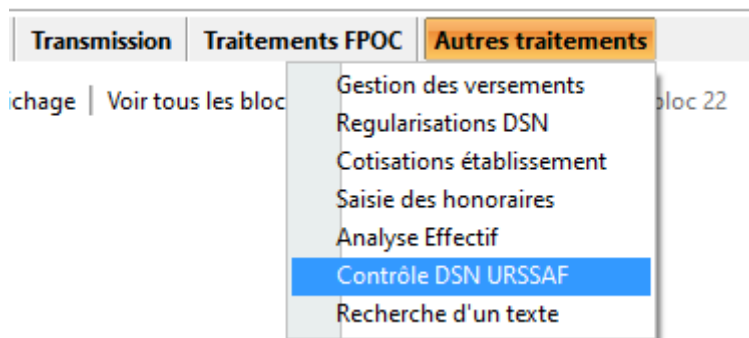 Transmission Traitements FPOC Autres traitements
ichage Voir tous les bloc bloc 22
Gestion des versements
Regularisations DSN
Cotisations établissement
Saisie des honoraires
Analyse Effectif
Contrôle DSN URSSAF
Recherche d'un texte